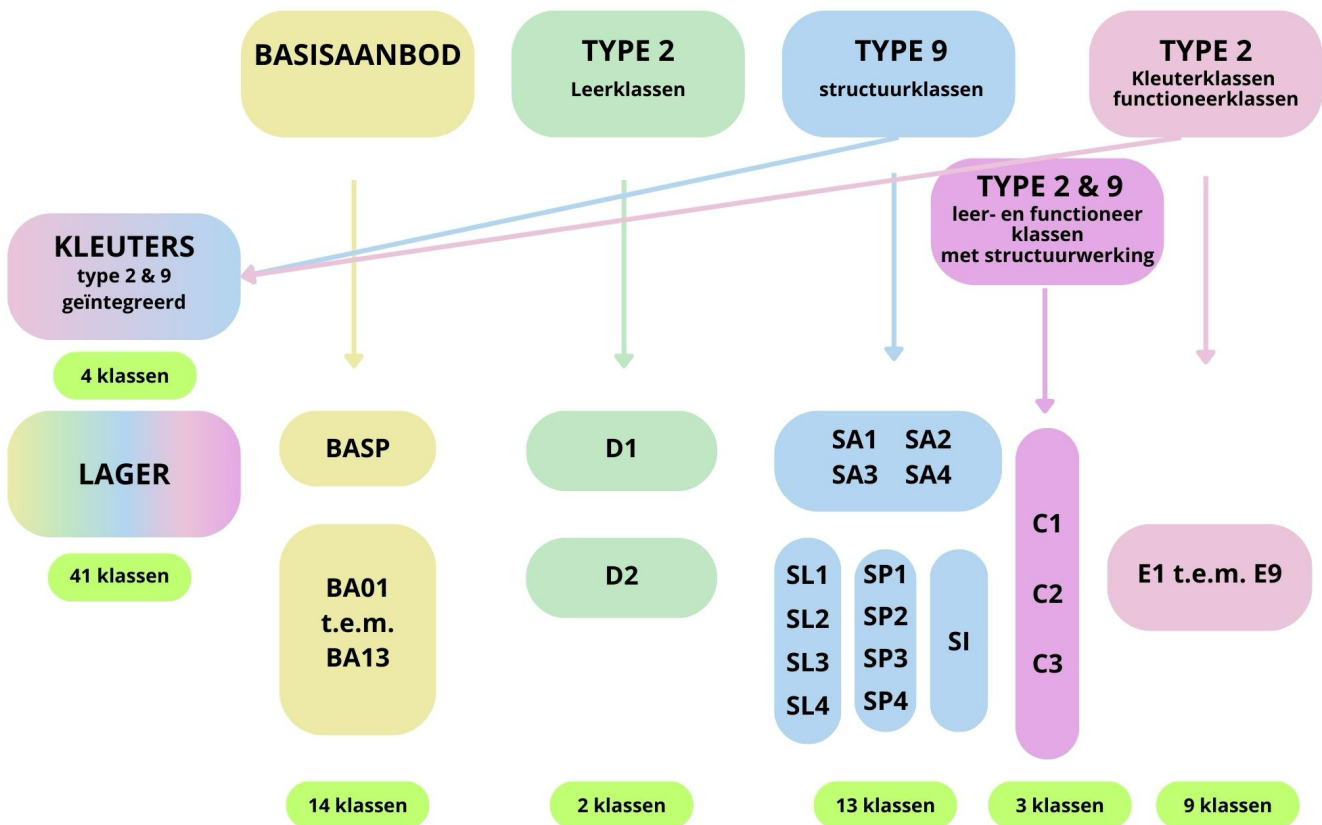 BASISAANBOD
TYPE 2
Leerklassen
TYPE 9
structuurklassen
TYPE 2
Kleuterklassen
functioneerklassen
TYPE 2 & 9
leer- en functioneer
klassen
met structuurwerking
KLEUTERS
type 2 & 9
geïntegreerd
4 klassen
LAGER
41 klassen
BASP
BA01
t.e.m.
BA13
14 klassen
D1
D2
2 klassen
SA1 SA2
SA3 SA4
SL1
SL2
SL3
SL4
SP1
SP2
SP3
SP4
SI
13 klassen
C1
C2
C3
3 klassen
E1 t.e.m. E9
9 klassen